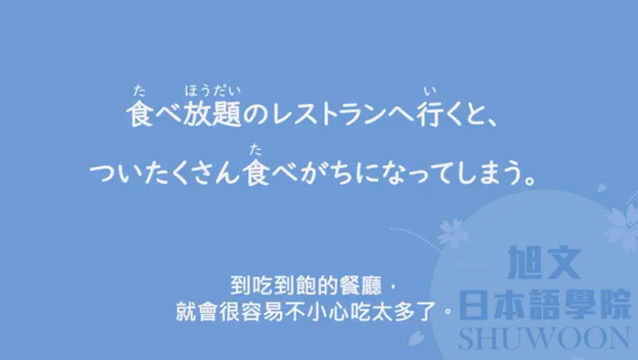 た ほうだい い
食べ放題のレストランへ行くと、
た
ついたくさん食べがちになってしまう。
到吃到飽的餐廳，
就會很容易不小心吃太多了。
旭文
日本語學院
SHUWOON